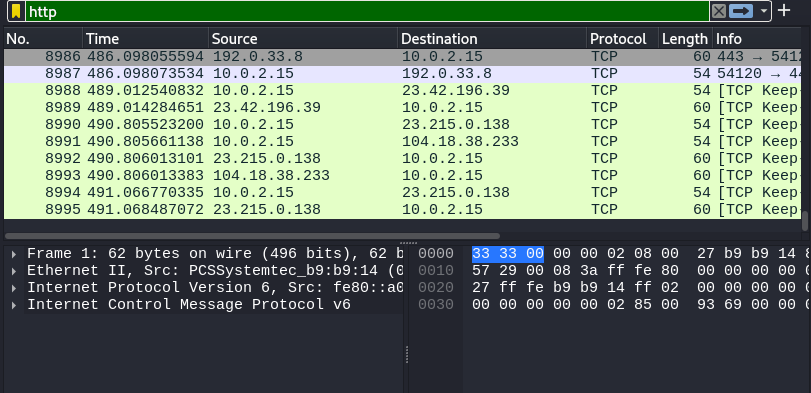 http
No. Time Source Destination Protocol Length Info
8986 486.098055594 192.0.33.8 10.0.2.15 TCP 60 443 → 5412
8987 486.098073534 10.0.2.15 192.0.33.8 TCP 54 54120 → 44
8988 489.012540832 10.0.2.15 23.42.196.39 TCP 54 [TCP Keep-
8989 489.014284651 23.42.196.39 10.0.2.15 TCP 60 [TCP Keep-
8990 490.805523200 10.0.2.15 23.215.0.138 TCP 54 [TCP Keep-
8991 490.805661138 10.0.2.15 104.18.38.233 TCP 54 [TCP Keep-
8992 490.806013101 23.215.0.138 10.0.2.15 TCP 60 [TCP Keep-
8993 490.806013383 104.18.38.233 10.0.2.15 TCP 60 [TCP Keep-
8994 491.066770335 10.0.2.15 23.215.0.138 TCP 54 [TCP Keep-
8995 491.068487072 23.215.0.138 10.0.2.15 TCP 60 [TCP Keep-
Frame 1: 62 bytes on wire (496 bits), 62 b
Ethernet II, Src: PCSSystemtec_b9:b9:14 (0
Internet Protocol Version 6, Src: fe80::a0
Internet Control Message Protocol v6
0000 33 33 00 00 00 02 08 00 27 b9 b9 14 8
0010 57 29 00 08 3a ff fe 80 00 00 00 00 0
0020 27 ff fe b9 b9 14 ff 02 00 00 00 00 0
0030 00 00 00 00 00 02 85 00 93 69 00 00 0